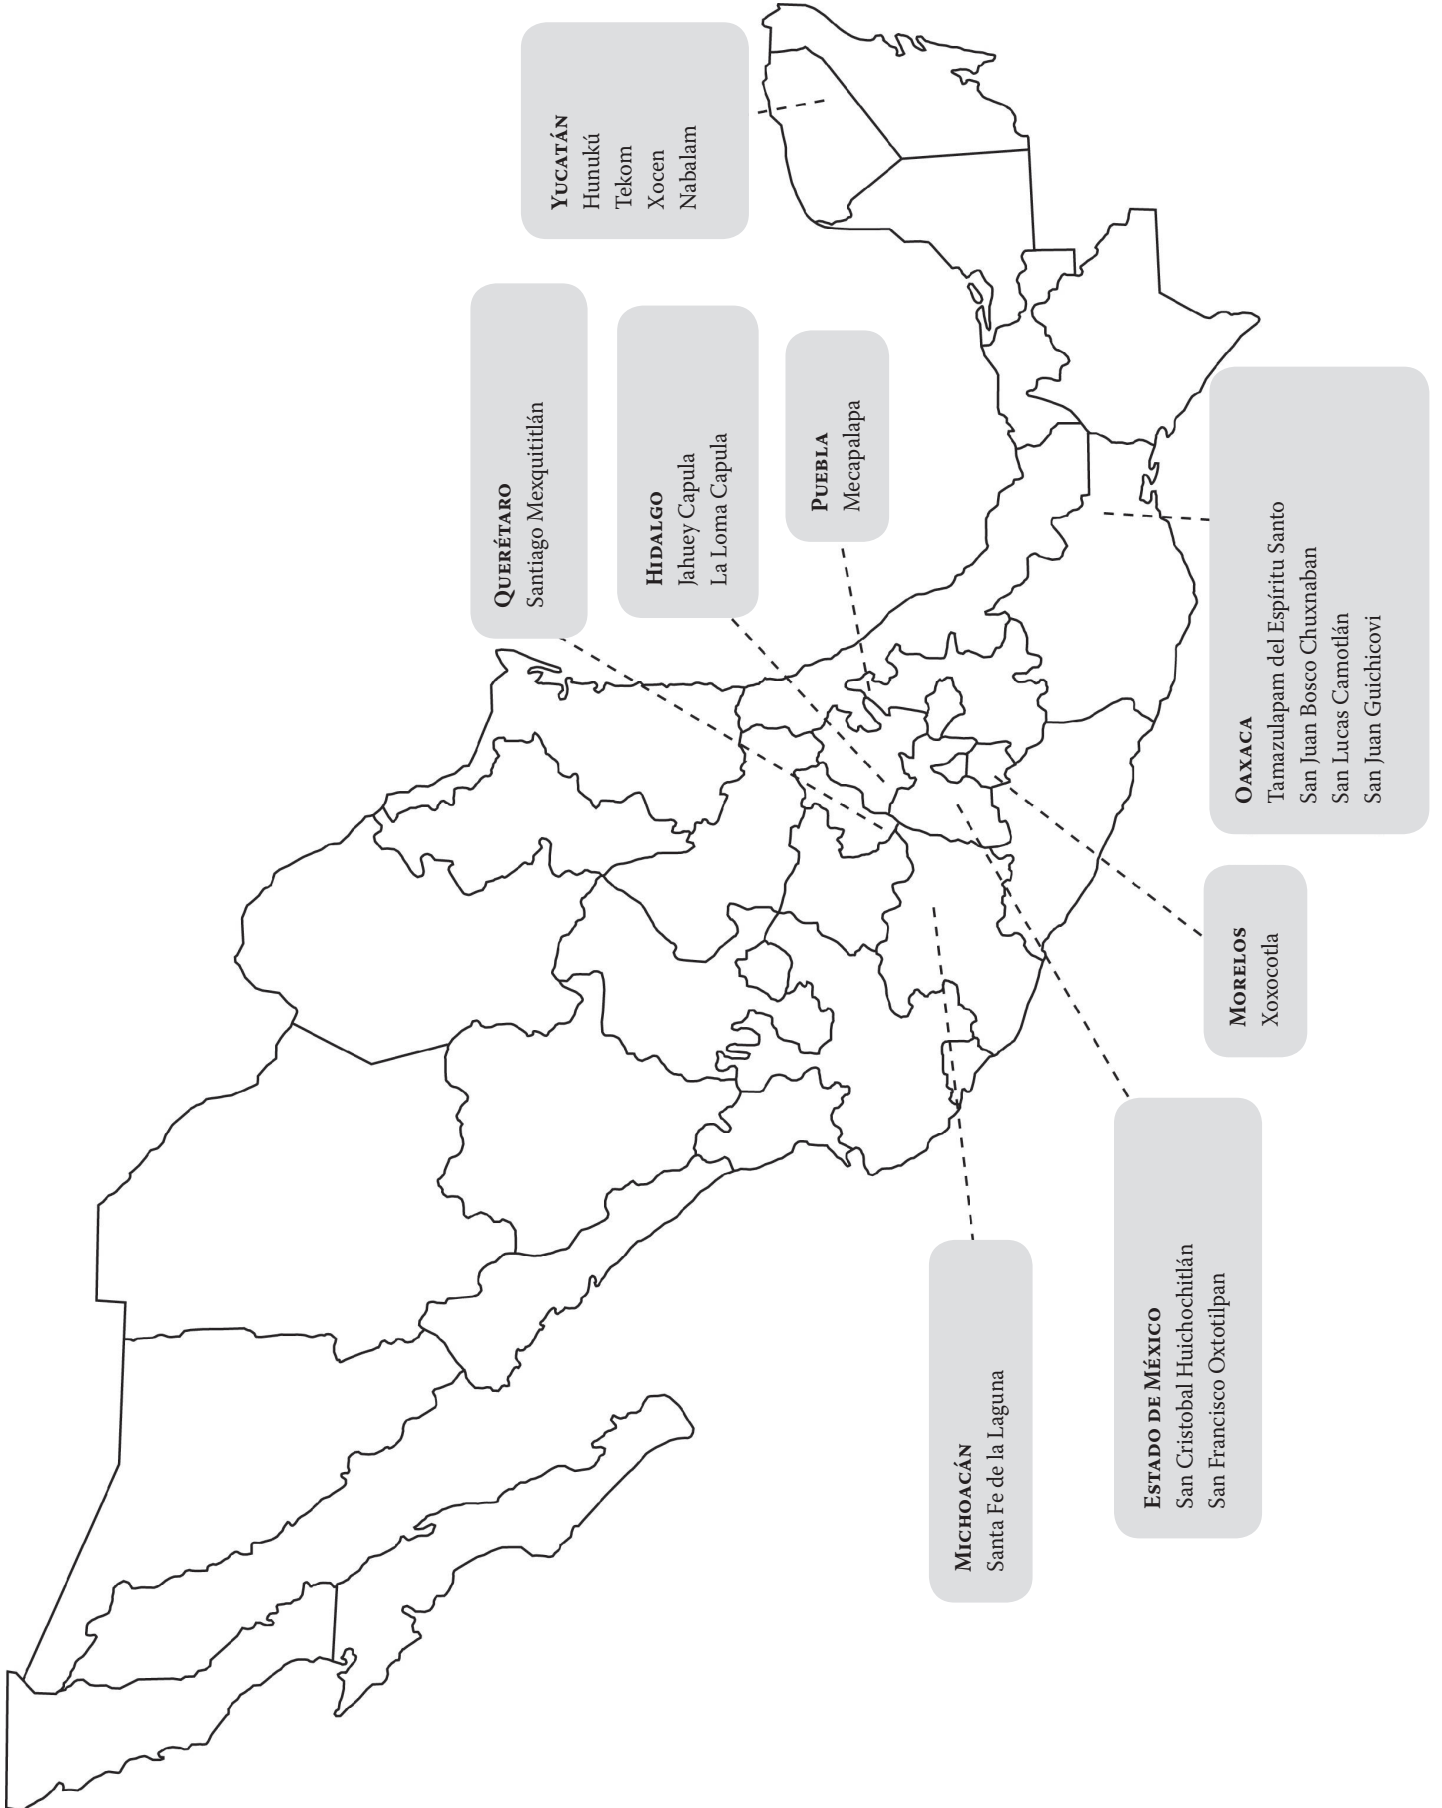 YUCATÁN
Hunukú
Tekom
Xocen
Nabalam
QUERÉTARO
Santiago Mexquititlán
HIDALGO
Jahuey Capula
La Loma Capula
PUEBLA
Mecapalapa
OAXACA
Tamazulapam del Espíritu Santo
San Juan Bosco Chuxnaban
San Lucas Camotlán
San Juan Guichicovi
MORELOS
Xoxocotla
ESTADO DE MÉXICO
San Cristobal Huichochitlán
San Francisco Oxtotilpan
MICHOACÁN
Santa Fe de la Laguna